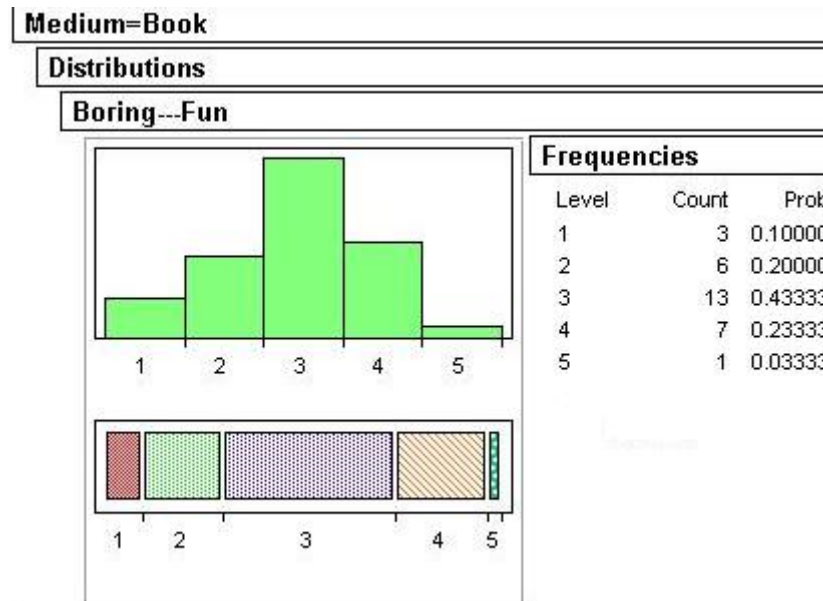 Medium=Book
Distributions
Boring---Fun
1 2 3 4 5
1 2 3 4 5
Frequencies
Level Count Prob
1 3 0.10000
2 6 0.20000
3 13 0.43333
4 7 0.23333
5 1 0.03333